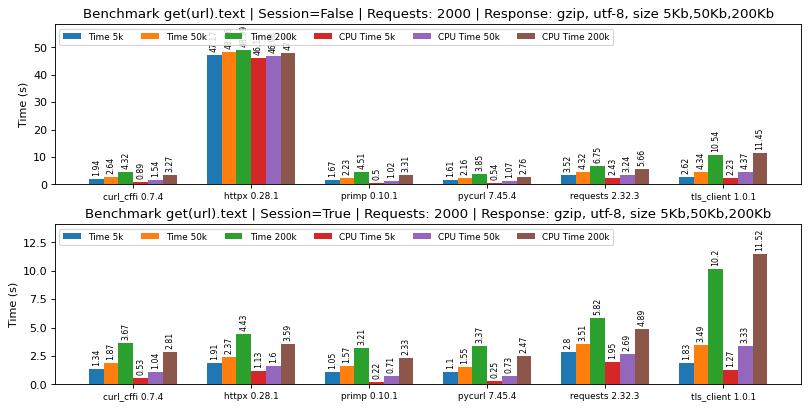 Benchmark get(url).text | Session=False | Requests: 2000 | Response: gzip, utf-8, size 5Kb,50Kb,200Kb
Time 5k Time 50k Time 200k CPU Time 5k CPU Time 50k CPU Time 200k
Time (s)
50
40
30
20
10
0
1.94 2.64 4.32 0.89 1.54 3.27
1.67 2.23 4.51 0.5 1.02 3.31
1.61 2.16 3.85 0.54 1.07 2.76
3.52 4.32 6.75 2.43 3.24 5.66
2.62 4.34 10.54 2.23 4.37 11.45
curl_cffi 0.7.4 httpx 0.28.1 primp 0.10.1 pycurl 7.45.4 requests 2.32.3 tls_client 1.0.1
Benchmark get(url).text | Session=True | Requests: 2000 | Response: gzip, utf-8, size 5Kb,50Kb,200Kb
Time 5k Time 50k Time 200k CPU Time 5k CPU Time 50k CPU Time 200k
Time (s)
12.5
10.0
7.5
5.0
2.5
0.0
1.34 1.87 3.67 0.53 1.04 2.81
1.91 2.37 4.43 1.13 1.6 3.59
1.05 1.57 3.21 0.22 0.71 2.33
1.1 1.55 3.37 0.25 0.73 2.47
2.8 3.51 5.82 1.95 2.69 4.89
1.83 3.49 10.2 1.27 3.33 11.52
curl_cffi 0.7.4 httpx 0.28.1 primp 0.10.1 pycurl 7.45.4 requests 2.32.3 tls_client 1.0.1